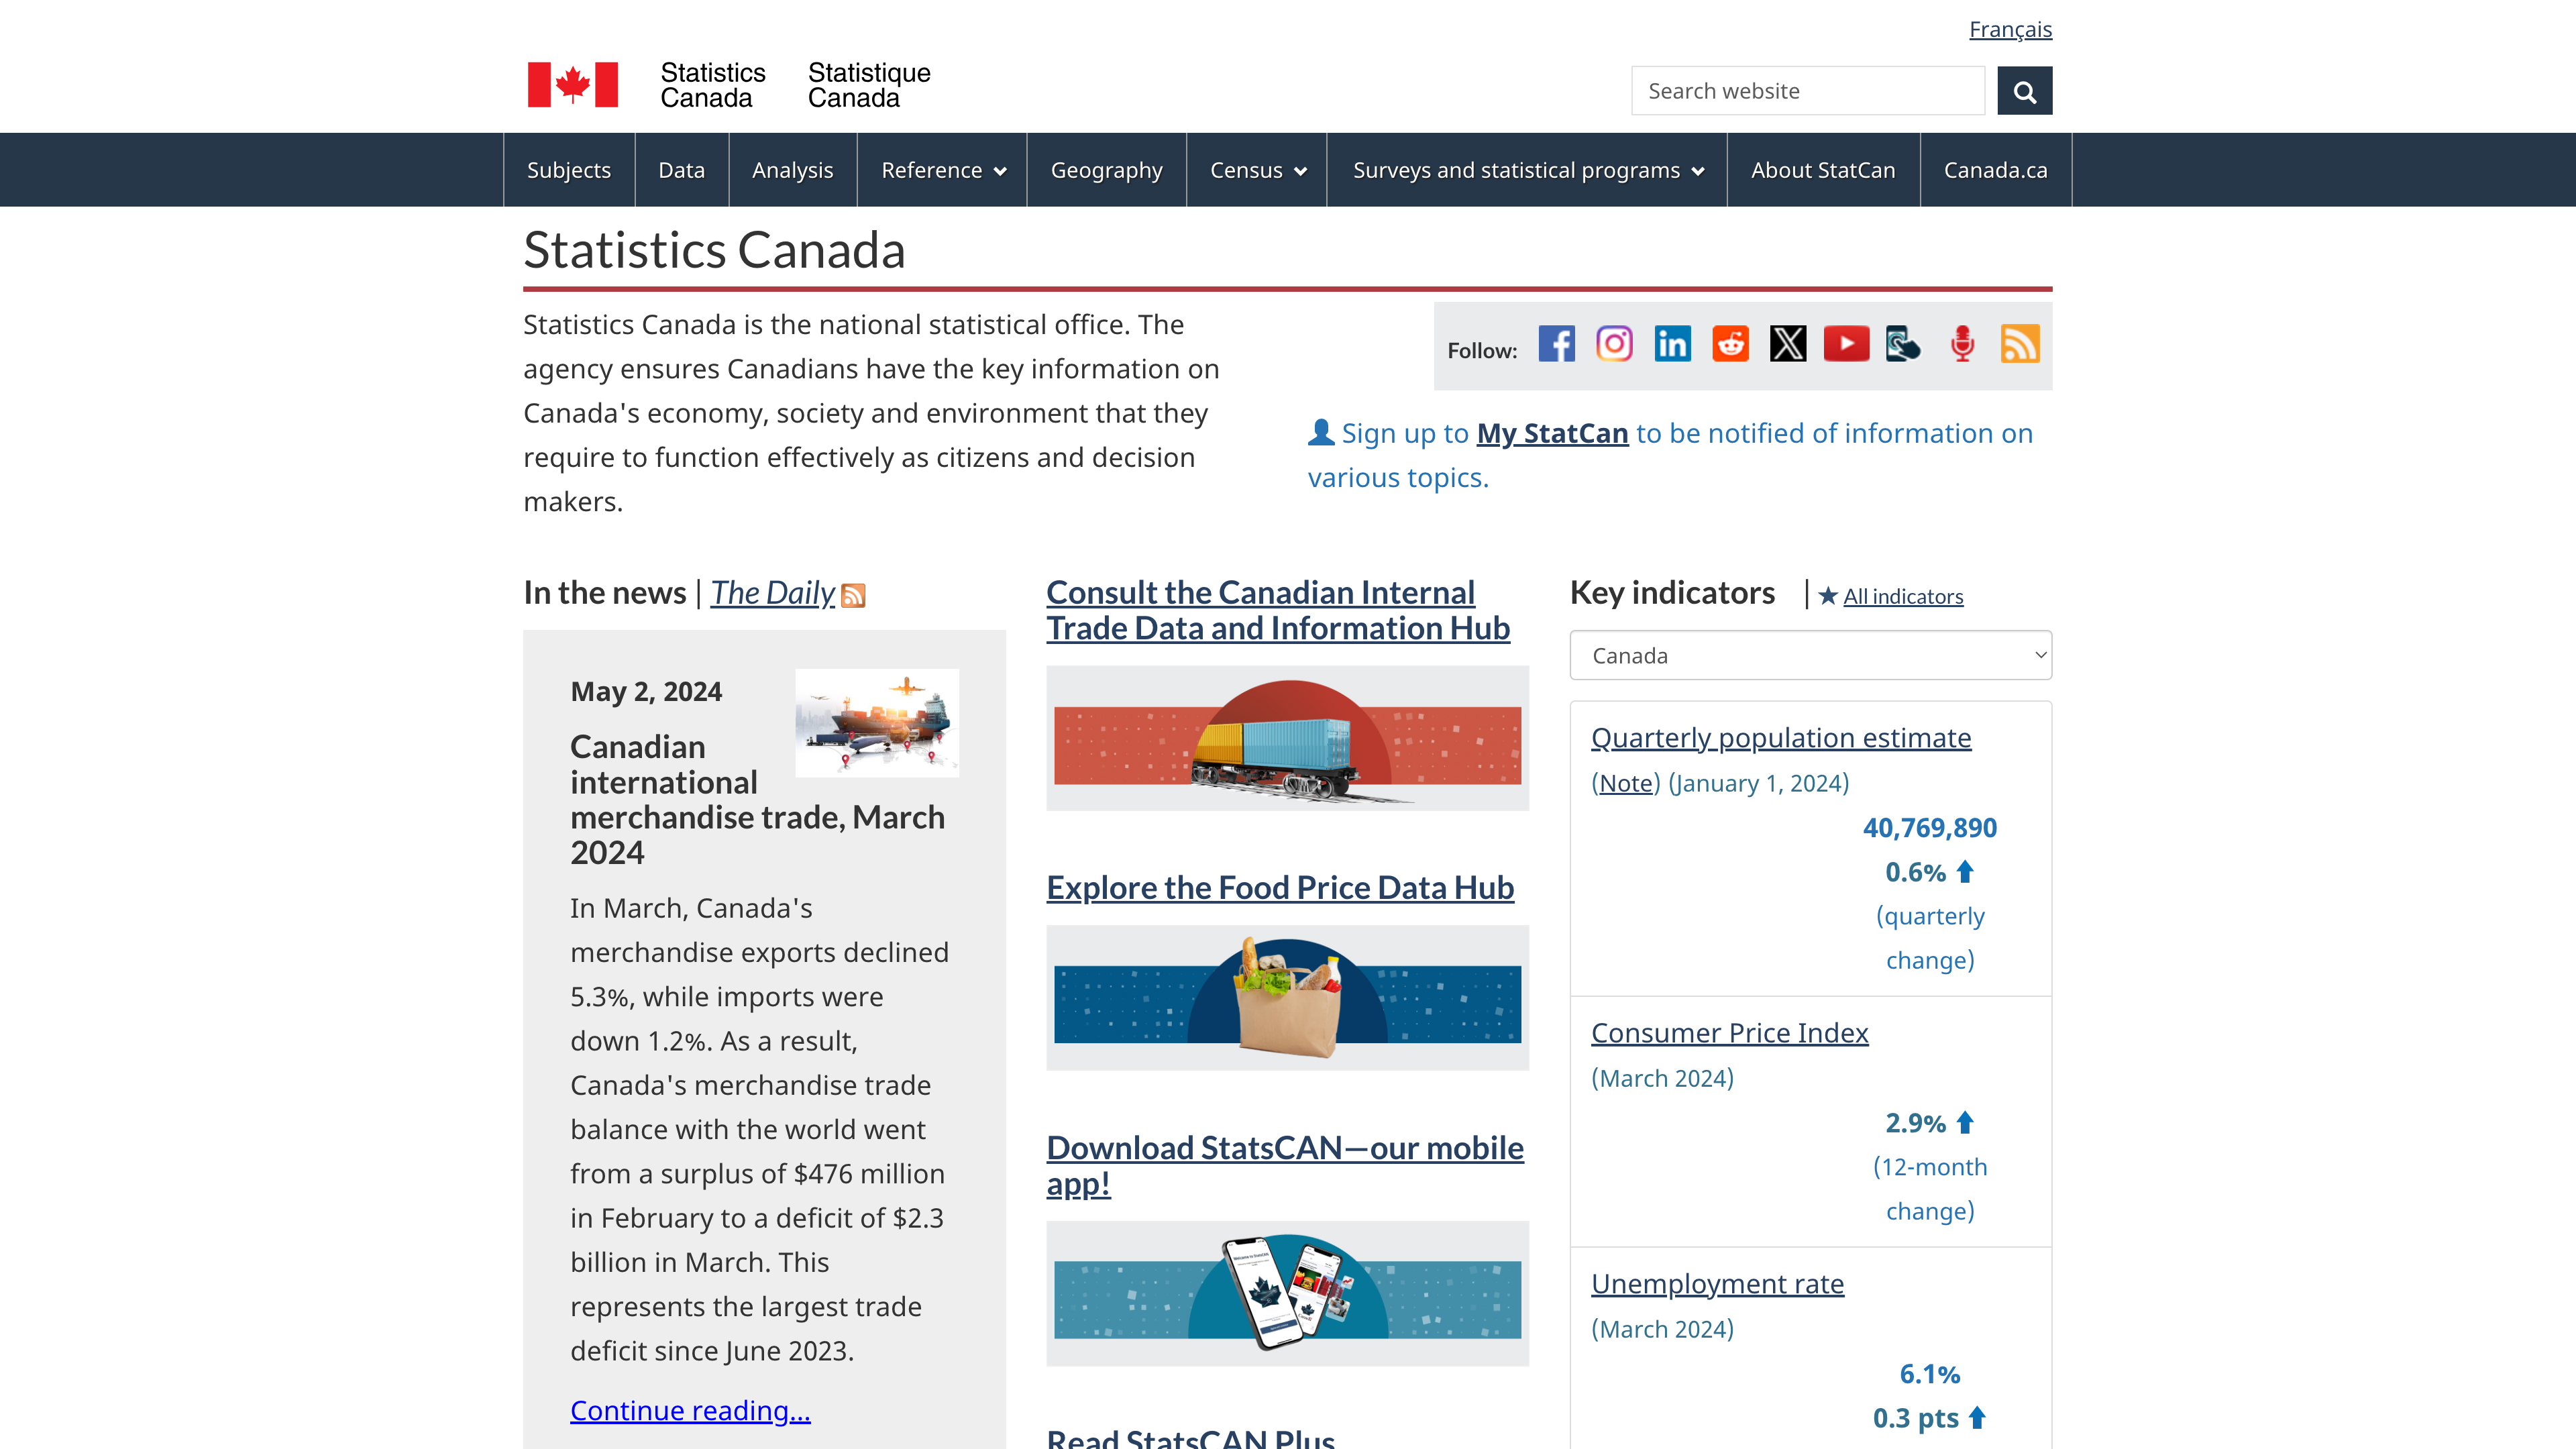 Français
Statistics
Canada
Statistique
Canada
Search website
Subjects
Data
Analysis
Reference
Geography
Census
Surveys and statistical programs
About StatCan
Canada.ca
Statistics Canada
Statistics Canada is the national statistical office. The
agency ensures Canadians have the key information on
Canada's economy, society and environment that they
require to function effectively as citizens and decision
makers.
Follow:
Sign up to My StatCan to be notified of information on
various topics.
In the news | The Daily
May 2, 2024
Canadian
international
merchandise trade, March
2024
In March, Canada's
merchandise exports declined
5.3%, while imports were
down 1.2%. As a result,
Canada's merchandise trade
balance with the world went
from a surplus of $476 million
in February to a deficit of $2.3
billion in March. This
represents the largest trade
deficit since June 2023.
Continue reading...
Consult the Canadian Internal
Trade Data and Information Hub
Explore the Food Price Data Hub
Download StatsCAN—our mobile
app!
Read StatsCAN Plus
Key indicators | All indicators
Canada
Quarterly population estimate
(Note) (January 1, 2024)
40,769,890
0.6%
(quarterly
change)
Consumer Price Index
(March 2024)
2.9%
(12-month
change)
Unemployment rate
(March 2024)
6.1%
0.3 pts